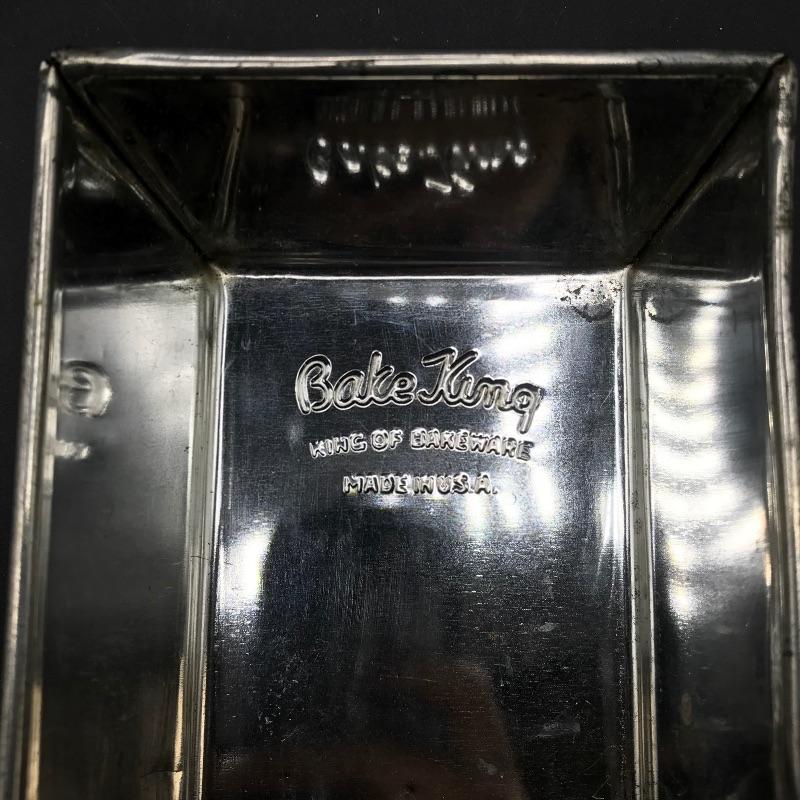 Bake King
KING OF BAKEWARE
MADE IN U.S.A.